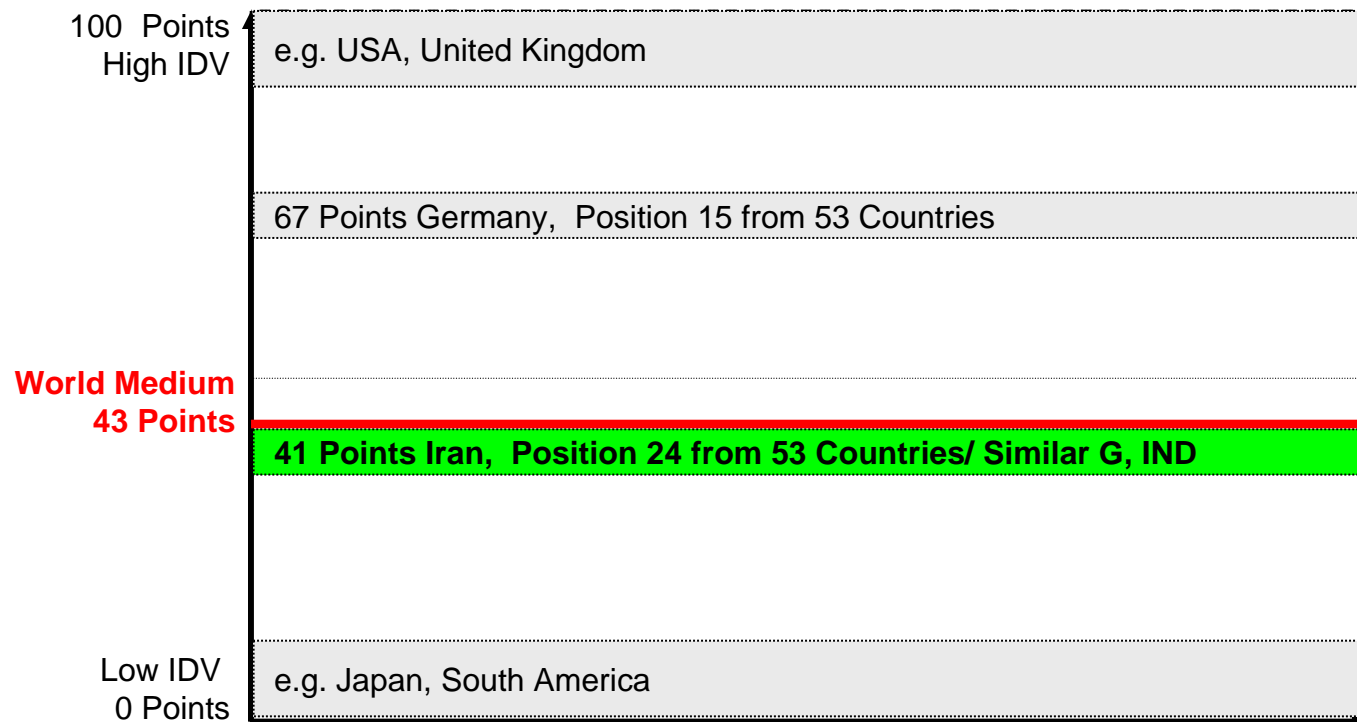 100  Points
High IDV
e.g. USA, United Kingdom
67 Points Germany,  Position 15 from 53 Countries
World Medium
43 Points
41 Points Iran,  Position 24 from 53 Countries/ Similar G, IND
Low IDV
0 Points
e.g. Japan, South America